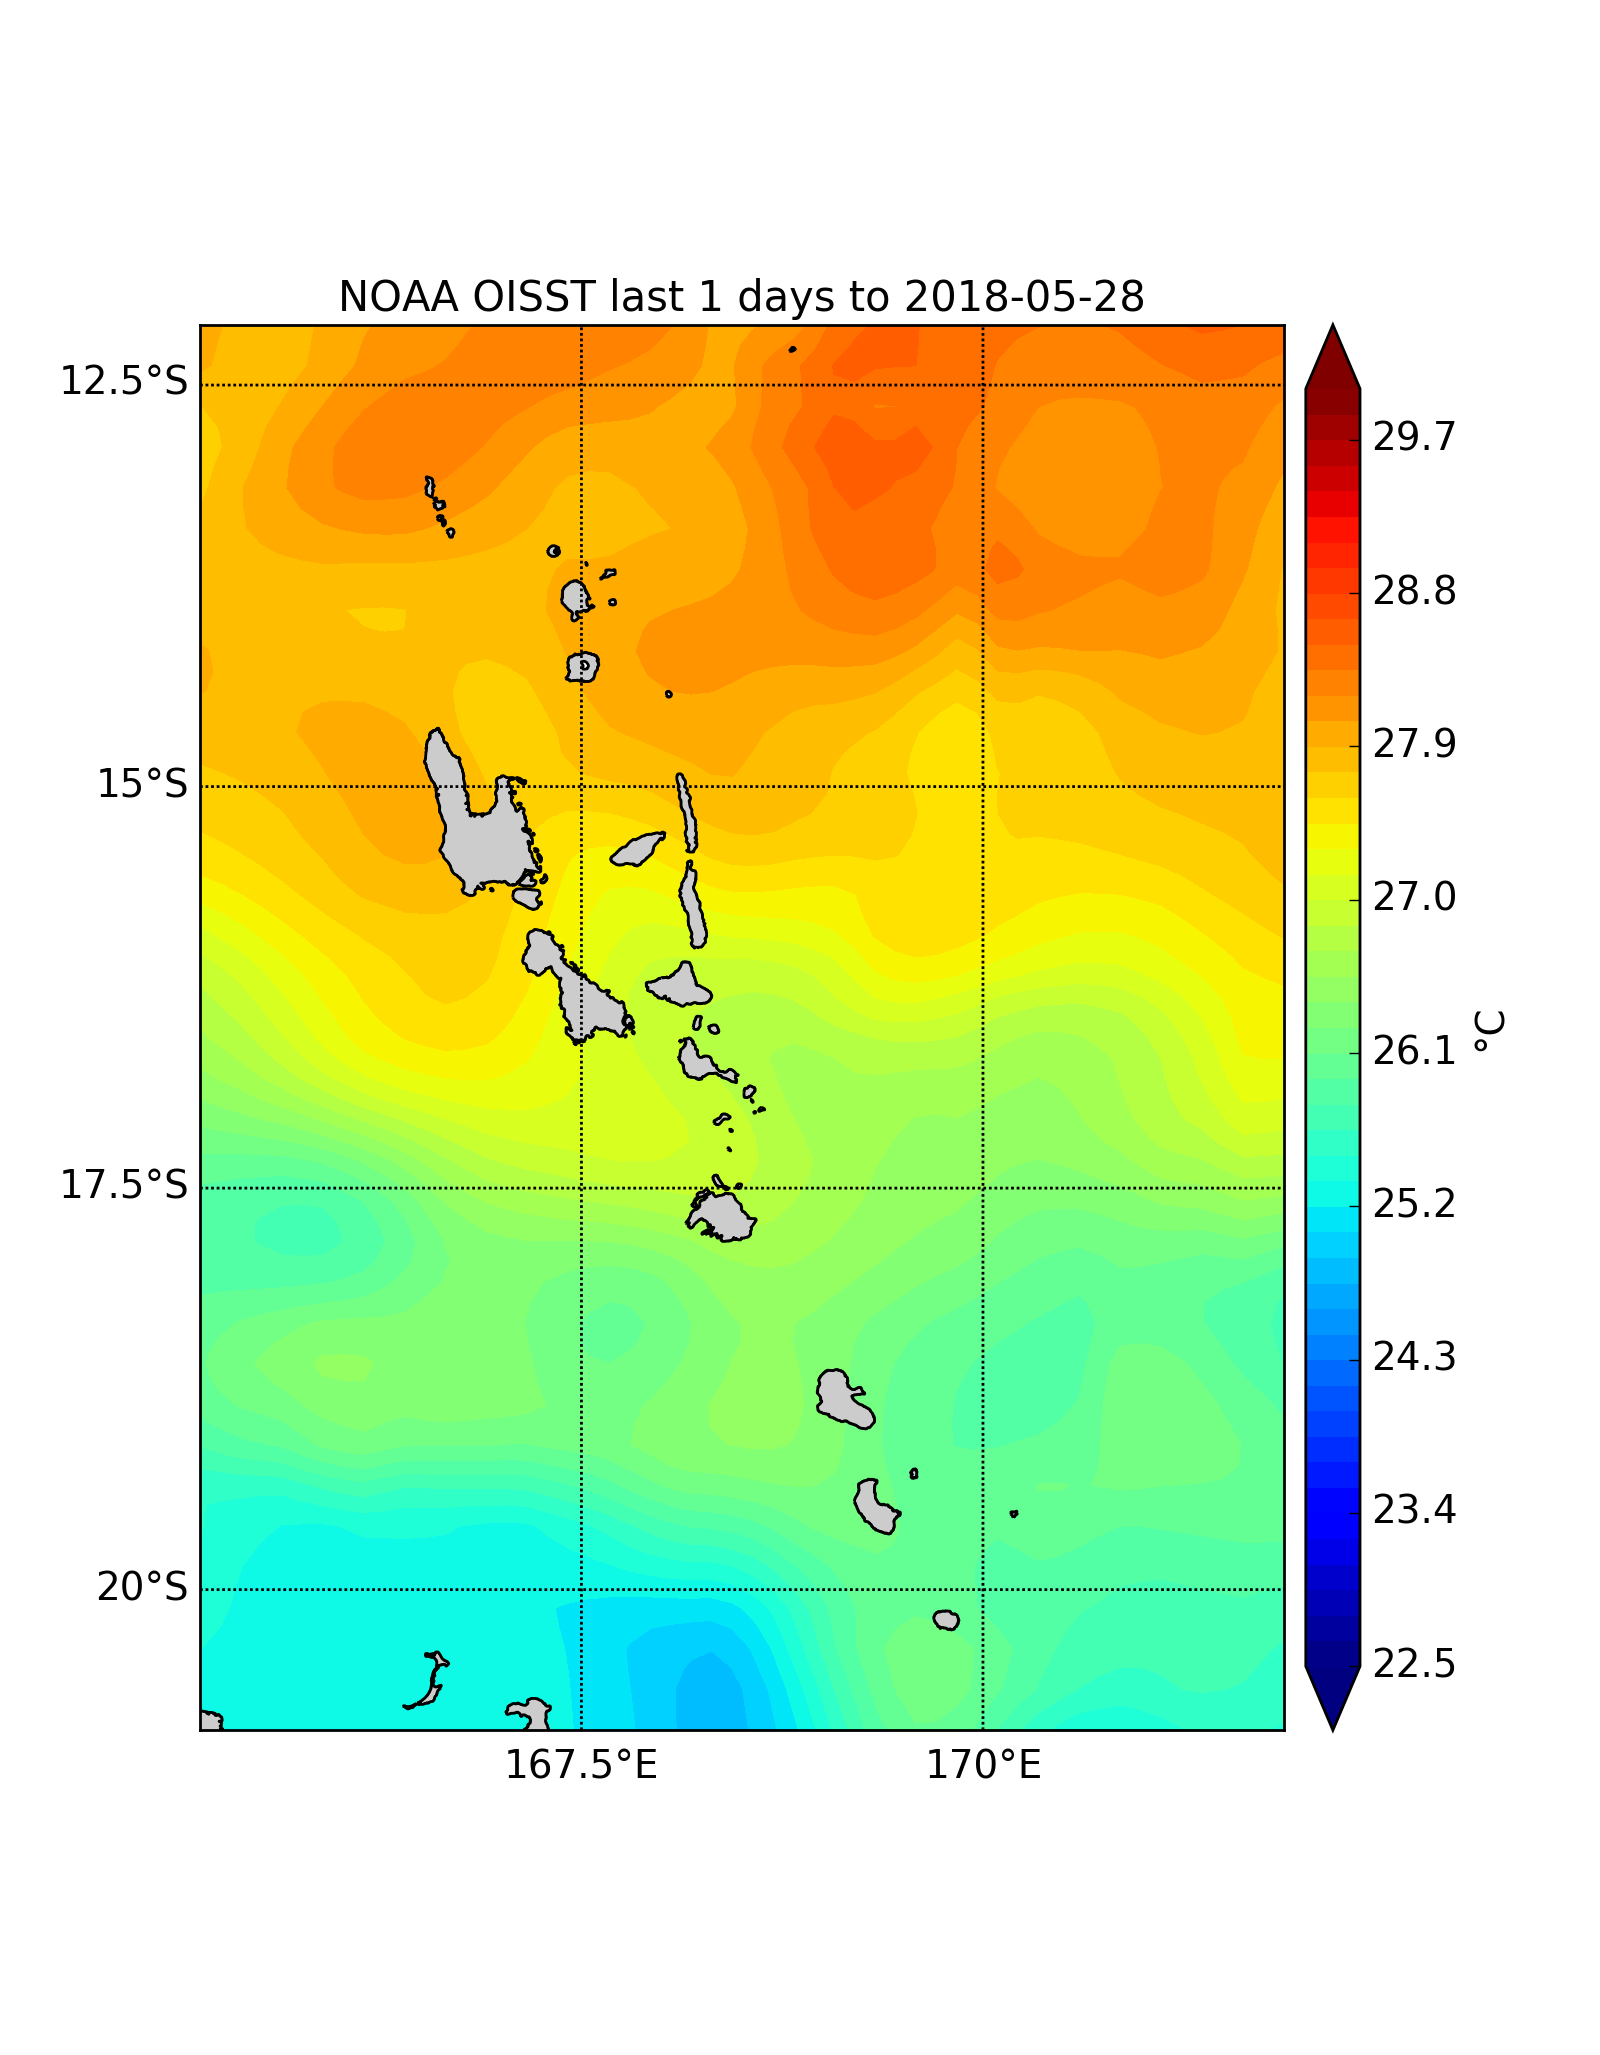 NOAA OISST last 1 days to 2018-05-28
12.5°S
15°S
17.5°S
20°S
167.5°E
170°E
29.7
28.8
27.9
27.0
26.1
25.2
24.3
23.4
22.5
°C